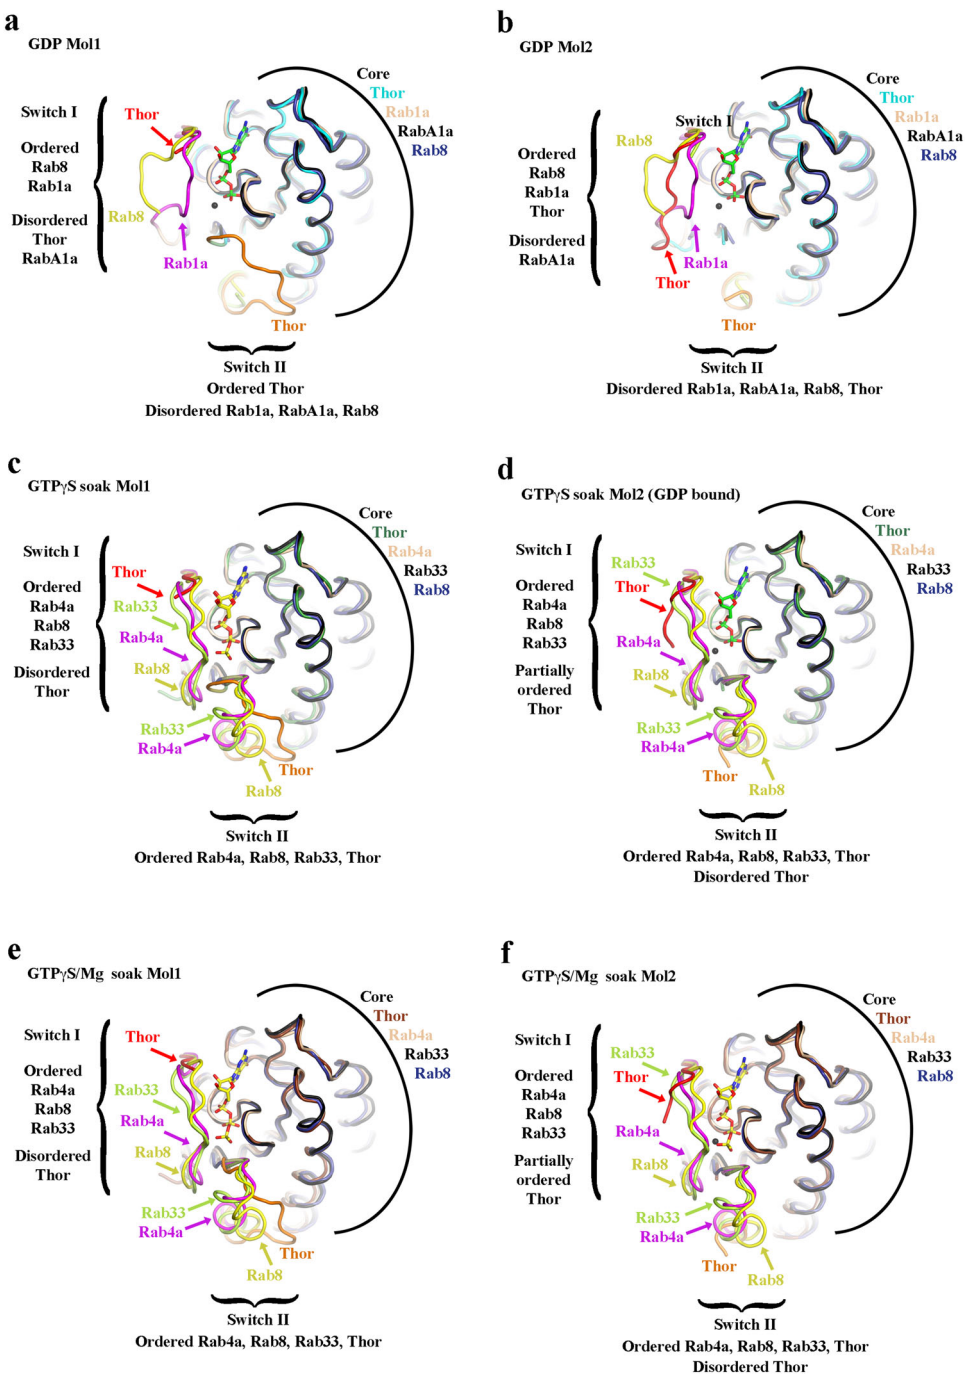 a
GDP Mol1
Core
Thor
Rab1a
RabA1a
Rab8
Switch I
Ordered
Rab8
Rab1a
Disordered
Thor
RabA1a
Thor
Rab8
Rab1a
Thor
Switch II
Ordered Thor
Disordered Rab1a, RabA1a, Rab8
b
GDP Mol2
Core
Thor
Rab1a
RabA1a
Rab8
Switch I
Rab8
Ordered
Rab8
Rab1a
Thor
Disordered
RabA1a
Rab1a
Thor
Thor
Switch II
Disordered Rab1a, RabA1a, Rab8, Thor
c
GTPγS soak Mol1
Core
Thor
Rab4a
Rab33
Rab8
Switch I
Ordered
Rab4a
Rab8
Rab33
Disordered
Thor
Thor
Rab33
Rab4a
Rab8
Rab33
Rab4a
Thor
Rab8
Switch II
Ordered Rab4a, Rab8, Rab33, Thor
d
GTPγS soak Mol2 (GDP bound)
Core
Thor
Rab4a
Rab33
Rab8
Switch I
Ordered
Rab4a
Rab8
Rab33
Partially
ordered
Thor
Rab33
Thor
Rab4a
Rab8
Rab33
Rab4a
Thor
Rab8
Switch II
Ordered Rab4a, Rab8, Rab33, Thor
Disordered Thor
e
GTPγS/Mg soak Mol1
Core
Thor
Rab4a
Rab33
Rab8
Switch I
Ordered
Rab4a
Rab8
Rab33
Disordered
Thor
Thor
Rab33
Rab4a
Rab8
Rab33
Rab4a
Thor
Rab8
Switch II
Ordered Rab4a, Rab8, Rab33, Thor
f
GTPγS/Mg soak Mol2
Core
Thor
Rab4a
Rab33
Rab8
Switch I
Ordered
Rab4a
Rab8
Rab33
Partially
ordered
Thor
Rab33
Thor
Rab4a
Rab8
Rab33
Rab4a
Thor
Rab8
Switch II
Ordered Rab4a, Rab8, Rab33, Thor
Disordered Thor